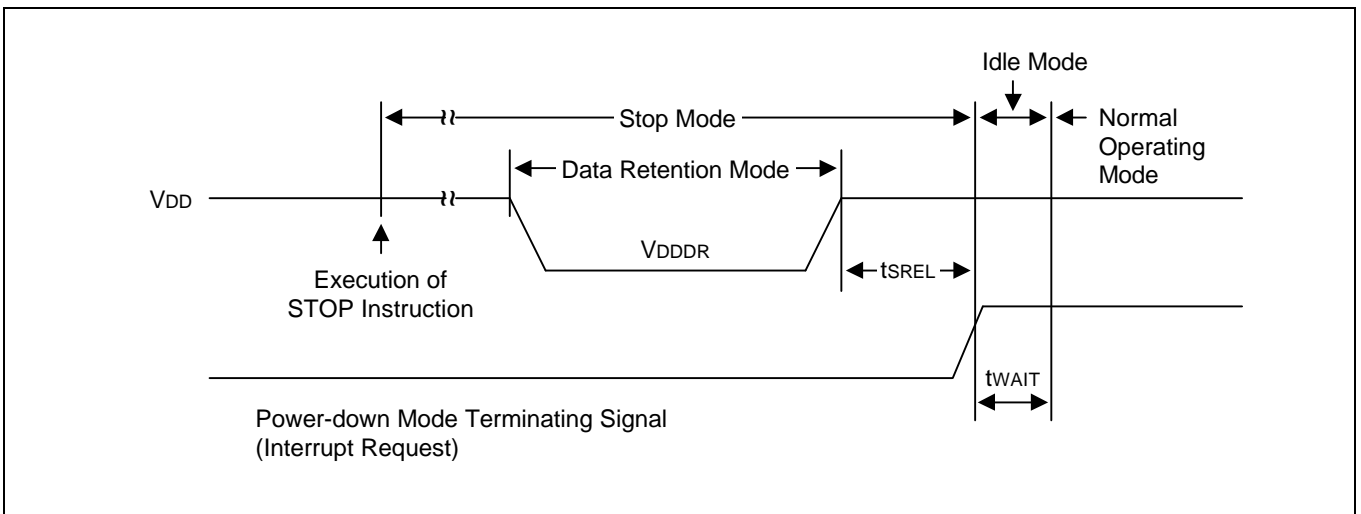 Idle Mode
Stop Mode
Normal
Operating
Mode
Data Retention Mode
VDD
VDDDR
tSREL
Execution of
STOP Instruction
tWAIT
Power-down Mode Terminating Signal
(Interrupt Request)